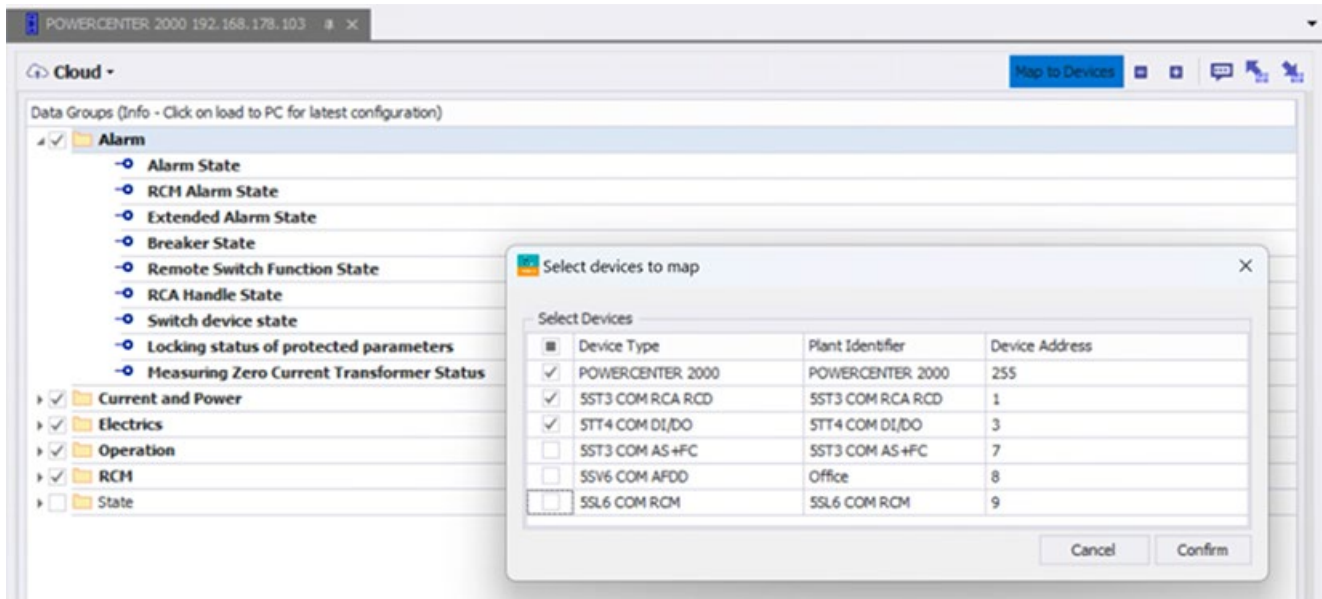 POWERCENTER 2000 192.168.178.103
Cloud
Map to Devices
Data Groups (Info - Click on load to PC for latest configuration)
Alarm
Alarm State
RCM Alarm State
Extended Alarm State
Breaker State
Remote Switch Function State
RCA Handle State
Switch device state
Locking status of protected parameters
Measuring Zero Current Transformer Status
Current and Power
Electrics
Operation
RCM
State
Select devices to map
Select Devices
Device Type Plant Identifier Device Address
POWERCENTER 2000 POWERCENTER 2000 255
5ST3 COM RCA RCD 5ST3 COM RCA RCD 1
5TT4 COM DI/DO 5TT4 COM DI/DO 3
5ST3 COM AS+FC 5ST3 COM AS+FC 7
5SV6 COM AFDD Office 8
5SL6 COM RCM 5SL6 COM RCM 9
Cancel Confirm